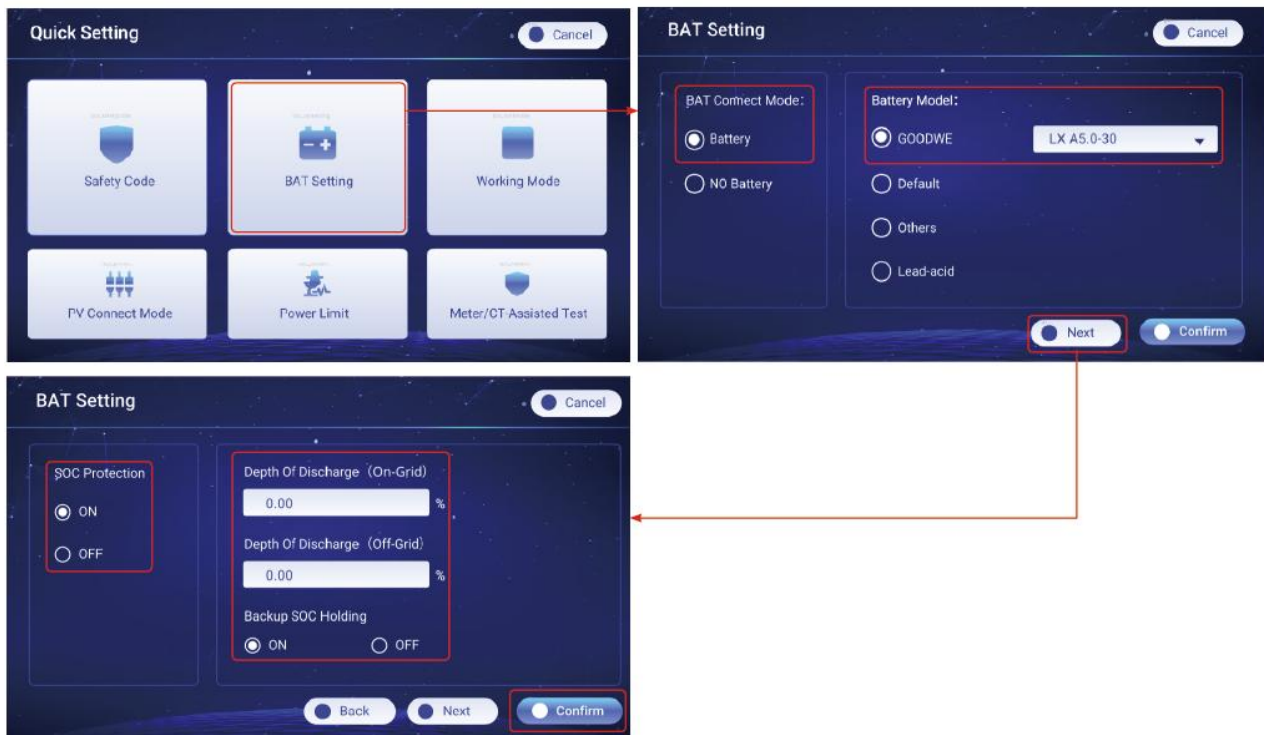 Quick Setting
Cancel
Safety Code
BAT Setting
Working Mode
PV Connect Mode
Power Limit
Meter/CT-Assisted Test
BAT Setting
Cancel
BAT Connect Mode:
Battery
NO Battery
Battery Model:
GOODWE
LX A5.0-30
Default
Others
Lead-acid
Next
Confirm
BAT Setting
Cancel
SOC Protection
ON
OFF
Depth Of Discharge (On-Grid)
0.00
%
Depth Of Discharge (Off-Grid)
0.00
%
Backup SOC Holding
ON
OFF
Back
Next
Confirm